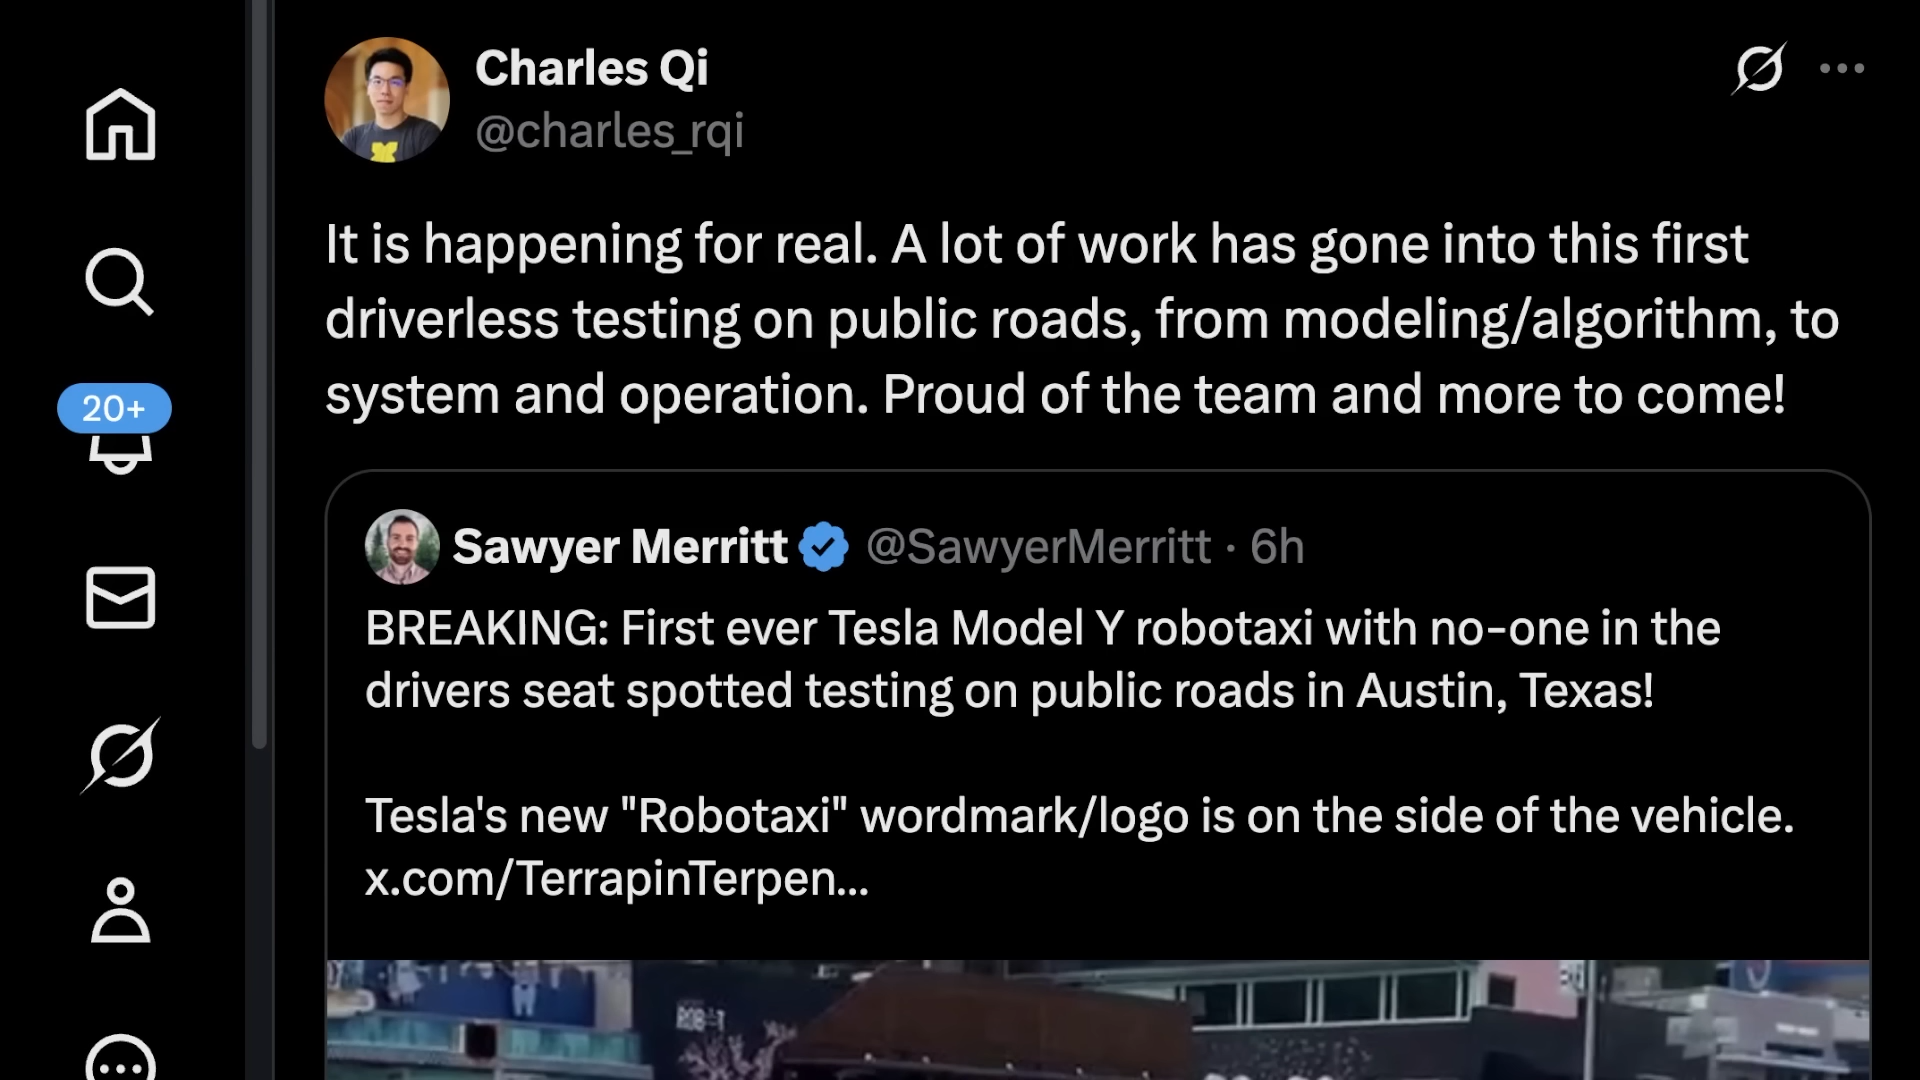 Charles Qi
@charles_rqi
It is happening for real. A lot of work has gone into this first
driverless testing on public roads, from modeling/algorithm, to
system and operation. Proud of the team and more to come!
20+
Sawyer Merritt @SawyerMerritt · 6h
BREAKING: First ever Tesla Model Y robotaxi with no-one in the
drivers seat spotted testing on public roads in Austin, Texas!
Tesla's new "Robotaxi" wordmark/logo is on the side of the vehicle.
x.com/TerrapinTerpen…